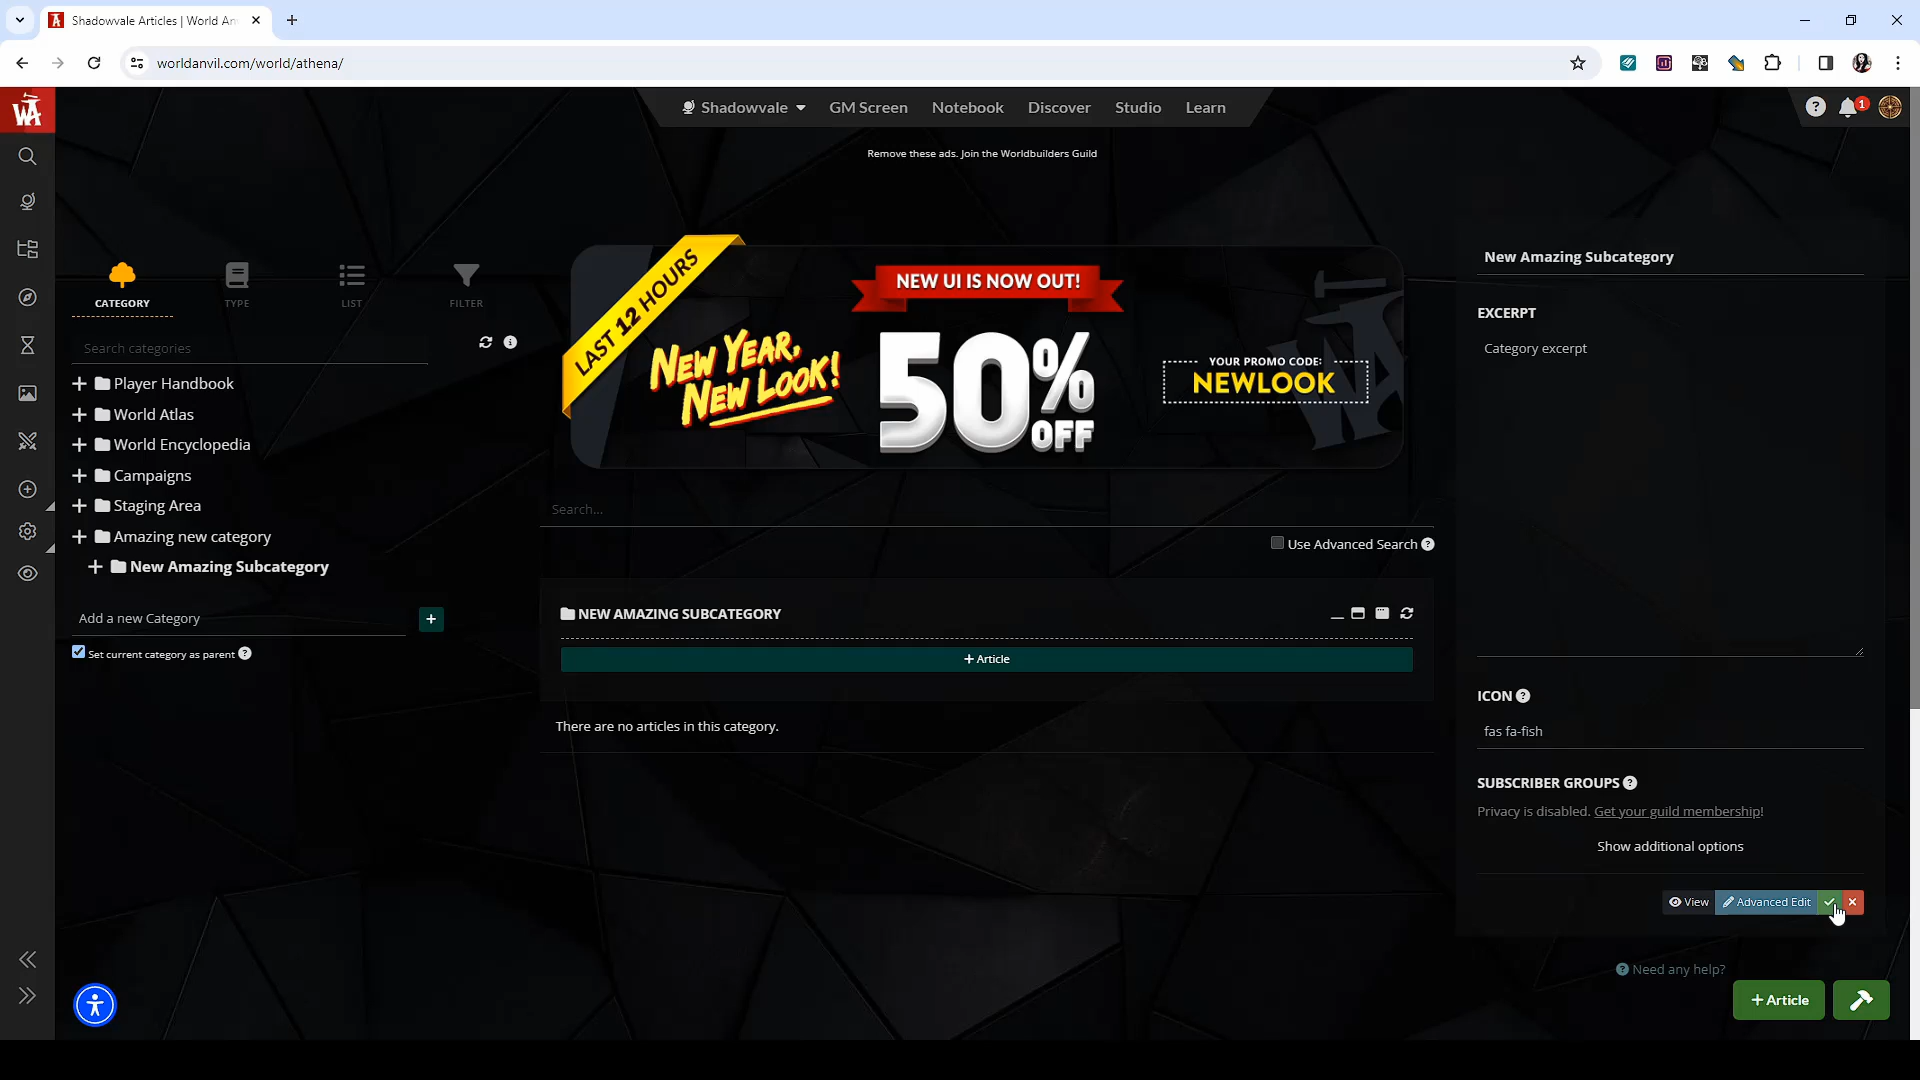 Shadowvale Articles | World An
worldanvil.com/world/athena/
Shadowvale
GM Screen
Notebook
Discover
Studio
Learn
1
Remove these ads. Join the Worldbuilders Guild
CATEGORY
TYPE
LIST
FILTER
Search categories
Player Handbook
World Atlas
World Encyclopedia
Campaigns
Staging Area
Amazing new category
New Amazing Subcategory
Add a new Category
+
Set current category as parent
LAST 12 HOURS
NEW UI IS NOW OUT!
NEW YEAR,
NEW LOOK!
50%
OFF
YOUR PROMO CODE:
NEWLOOK
Search...
Use Advanced Search
NEW AMAZING SUBCATEGORY
+ Article
There are no articles in this category.
New Amazing Subcategory
EXCERPT
Category excerpt
ICON
fas fa-fish
SUBSCRIBER GROUPS
Privacy is disabled. Get your guild membership!
Show additional options
View
Advanced Edit
Need any help?
+ Article